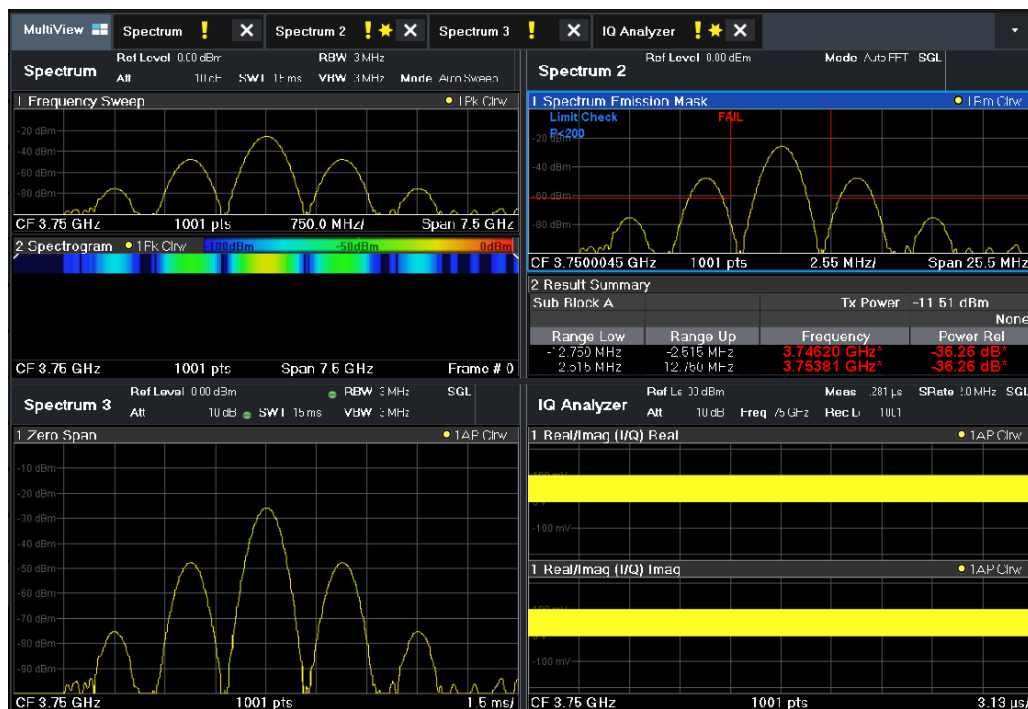 MultiView Spectrum ! X Spectrum 2 ! X Spectrum 3 ! X IQ Analyzer ! X
Spectrum
Ref Level 0.00 dBm RBW 3 MHz
Att SWT 15 ms VBW 3 MHz Mode Auto Sweep
1 Frequency Sweep 1Pk Clrw
-20 dBm
-40 dBm
-60 dBm
-80 dBm
CF 3.75 GHz 1001 pts 750.0 MHz/ Span 7.5 GHz
2 Spectrogram 1Pk Clrw -100dBm -50dBm 0dBm
CF 3.75 GHz 1001 pts Span 7.5 GHz Frame # 0
Spectrum 2
Ref Level 0.00 dBm Mode Auto FFT SGL
1 Spectrum Emission Mask 1Rm Clrw
Limit Check FAIL
P<200
-20 dBm
-40 dBm
-60 dBm
-80 dBm
CF 3.7500045 GHz 1001 pts 2.55 MHz/ Span 25.5 MHz
2 Result Summary
Sub Block A Tx Power -11.51 dBm
None
Range Low Range Up Frequency Power Rel
-12.750 MHz -2.515 MHz 3.74620 GHz* -36.26 dB*
2.515 MHz 12.750 MHz 3.75381 GHz* -36.26 dB*
Spectrum 3
Ref Level 0.00 dBm RBW 3 MHz SGL
Att 10 dB SWT 15 ms VBW 3 MHz
1 Zero Span 1AP Clrw
-10 dBm
-20 dBm
-30 dBm
-40 dBm
-50 dBm
-60 dBm
-70 dBm
-80 dBm
-90 dBm
CF 3.75 GHz 1001 pts 1.5 ms/
IQ Analyzer
Meas SRate SGL
Att 10 dB Freq
1 Real/Imag (I/Q) Real 1AP Clrw
-100 mV
1 Real/Imag (I/Q) Imag 1AP Clrw
-100 mV
CF 3.75 GHz 1001 pts 3.13 µs/